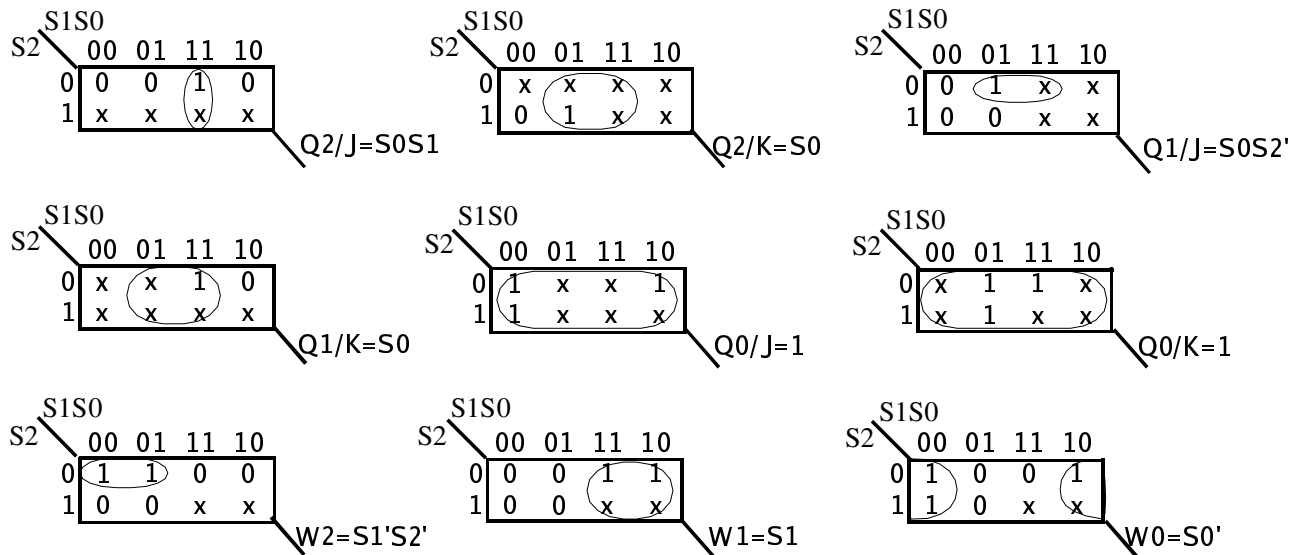 S1S0
S2 00 01 11 10
0 0 0 1 0
1 x x x x
Q2/J=S0S1
S1S0
S2 00 01 11 10
0 x x x x
1 0 1 x x
Q2/K=S0
S1S0
S2 00 01 11 10
0 0 1 x x
1 0 0 x x
Q1/J=S0S2'
S1S0
S2 00 01 11 10
0 x x 1 0
1 x x x x
Q1/K=S0
S1S0
S2 00 01 11 10
0 1 x x 1
1 1 x x x
Q0/J=1
S1S0
S2 00 01 11 10
0 x 1 1 x
1 x 1 x x
Q0/K=1
S1S0
S2 00 01 11 10
0 1 1 0 0
1 0 0 x x
W2=S1'S2'
S1S0
S2 00 01 11 10
0 0 0 1 1
1 0 0 x x
W1=S1
S1S0
S2 00 01 11 10
0 1 0 0 1
1 1 0 x x
W0=S0'